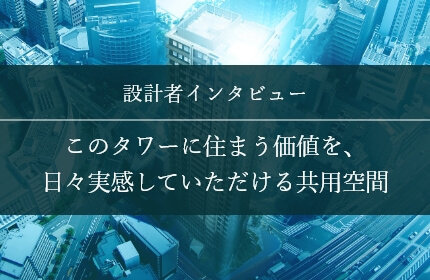 設計者インタビュー
このタワーに住まう価値を、
日々実感していただける共用空間